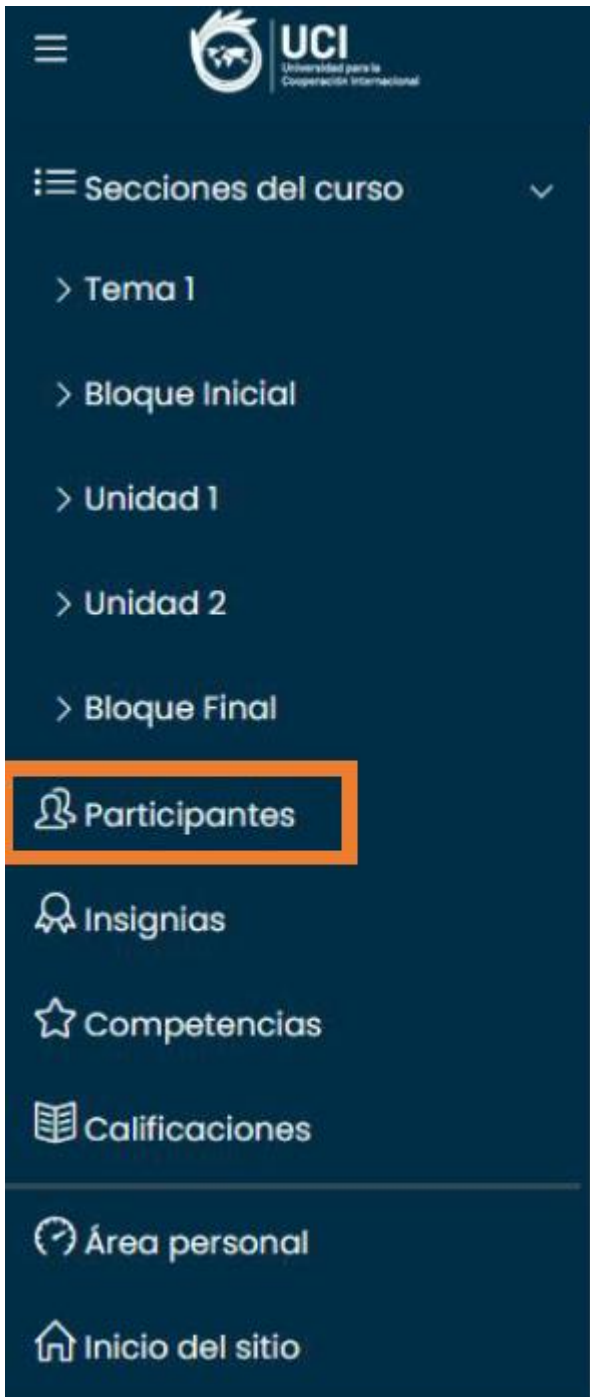 UCI
Universidad para la
Cooperación Internacional
Secciones del curso
Tema 1
Bloque Inicial
Unidad 1
Unidad 2
Bloque Final
Participantes
Insignias
Competencias
Calificaciones
Área personal
Inicio del sitio